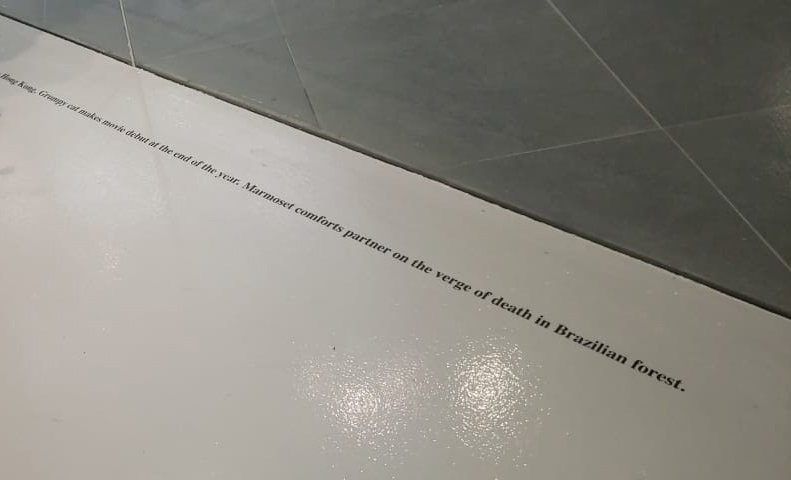 Hong Kong. Grumpy cat makes movie debut at the end of the year. Marmoset comforts partner on the verge of death in Brazilian forest.